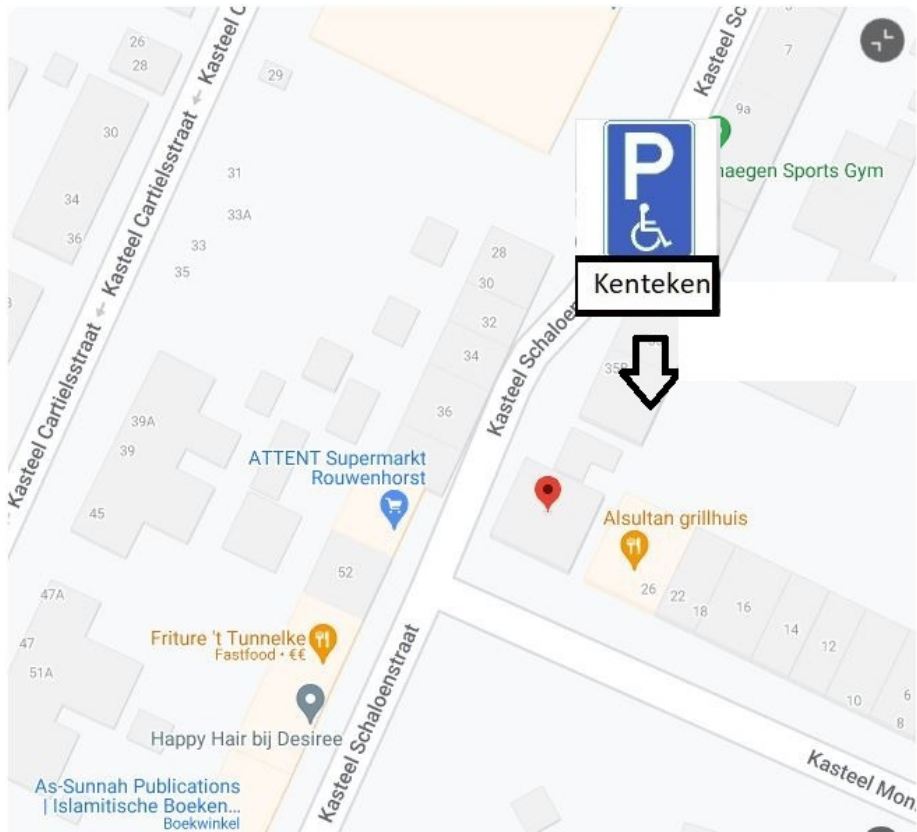 Kasteel C
Kasteel Sc
26
28
29
7
9a
30
P
naegen Sports Gym
Kasteel Cartielsstraat
31
34
33A
36
33
35
28
Kenteken
30
32
Kasteel Schaloen
34
35B
Kasteel Cartielsstraat
36
39A
39
ATTENT Supermarkt
Rouwenhorst
45
Alsultan grillhuis
52
26
22
18
16
14
12
10
6
8
47A
47
51A
Friture 't Tunnelke
Fastfood • €€
Kasteel Schaloenstraat
Happy Hair bij Desiree
Kasteel Mon
As-Sunnah Publications
| Islamitische Boeken...
Boekwinkel